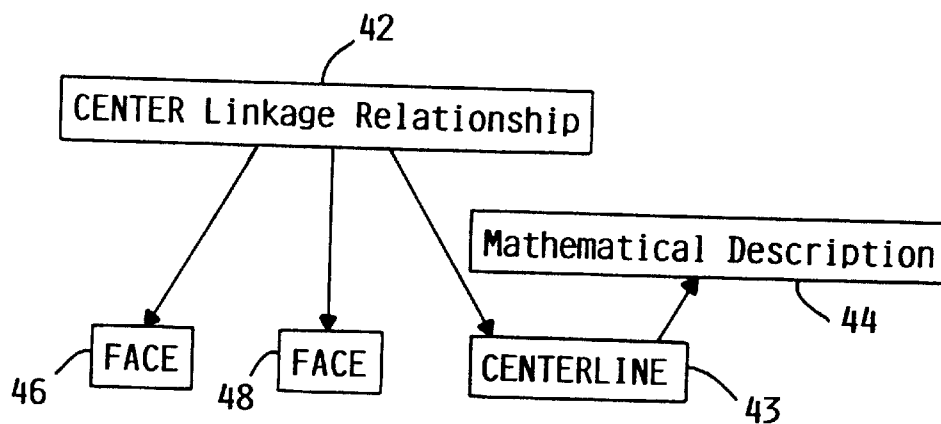 42
CENTER Linkage Relationship
Mathematical Description
44
46
FACE
48
FACE
CENTERLINE
43